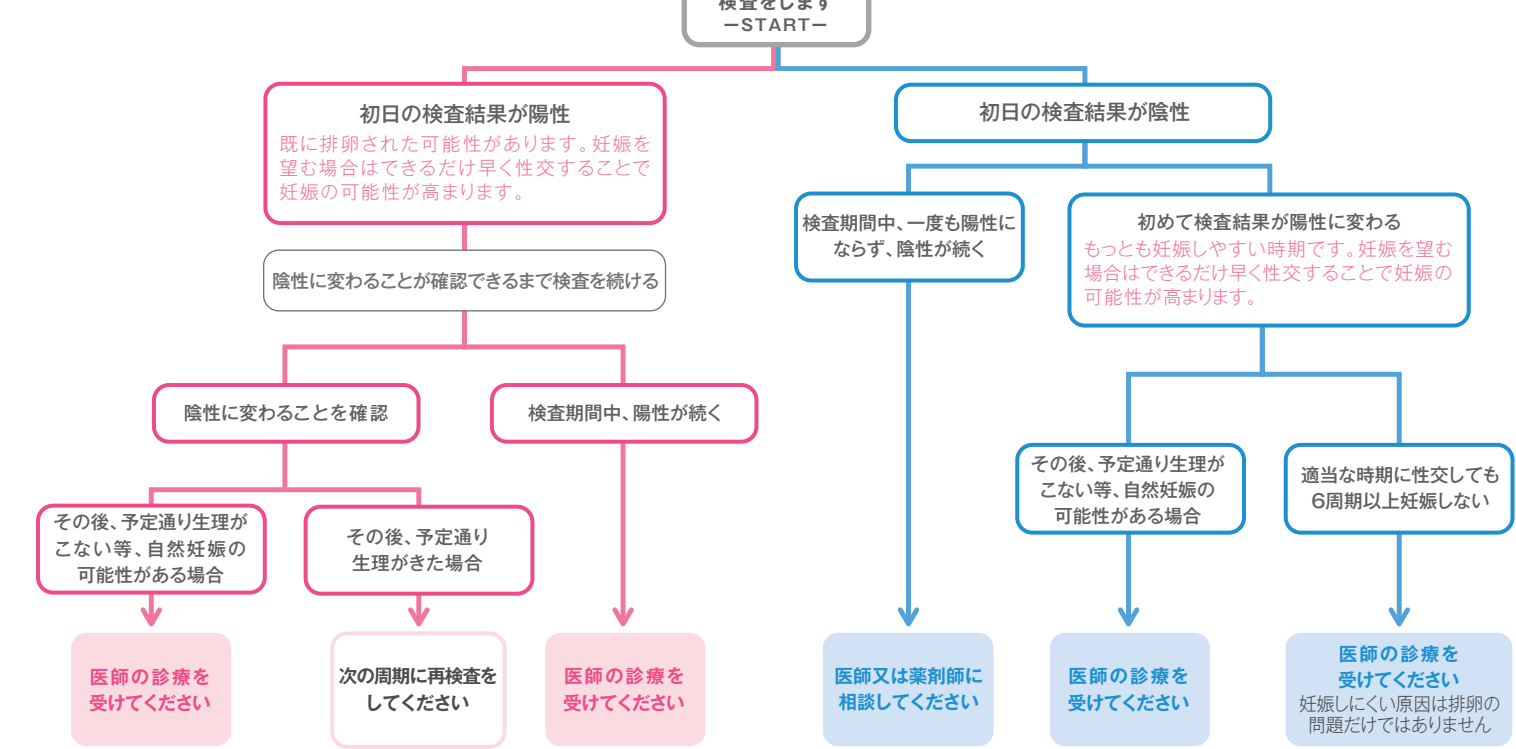 検査をします
ーSTARTー
初日の検査結果が陽性
既に排卵された可能性があります。妊娠を
望む場合はできるだけ早く性交することで
妊娠の可能性が高まります。
陰性に変わることが確認できるまで検査を続ける
陰性に変わることを確認
検査期間中、陽性が続く
その後、予定通り生理が
こない等、自然妊娠の
可能性がある場合
その後、予定通り
生理がきた場合
医師の診療を
受けてください
次の周期に再検査を
してください
医師の診療を
受けてください
初日の検査結果が陰性
検査期間中、一度も陽性に
ならず、陰性が続く
初めて検査結果が陽性に変わる
もっとも妊娠しやすい時期です。妊娠を望む
場合はできるだけ早く性交することで妊娠の
可能性が高まります。
その後、予定通り生理が
こない等、自然妊娠の
可能性がある場合
適当な時期に性交しても
6周期以上妊娠しない
医師又は薬剤師に
相談してください
医師の診療を
受けてください
医師の診療を
受けてください
妊娠しにくい原因は排卵の
問題だけではありません